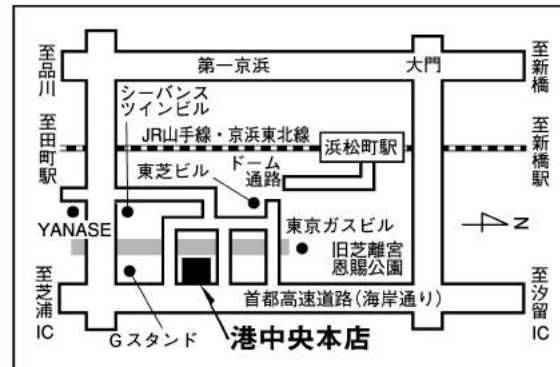 至品川
第一京浜
大門
至新橋
シーバンス
ツインビル
至田町駅
JR山手線・京浜東北線
浜松町駅
至新橋駅
東芝ビル
ドーム
通路
YANASE
東京ガスビル
旧芝離宮
恩賜公園
N
至芝浦IC
首都高速道路(海岸通り)
至汐留IC
Gスタンド
港中央本店